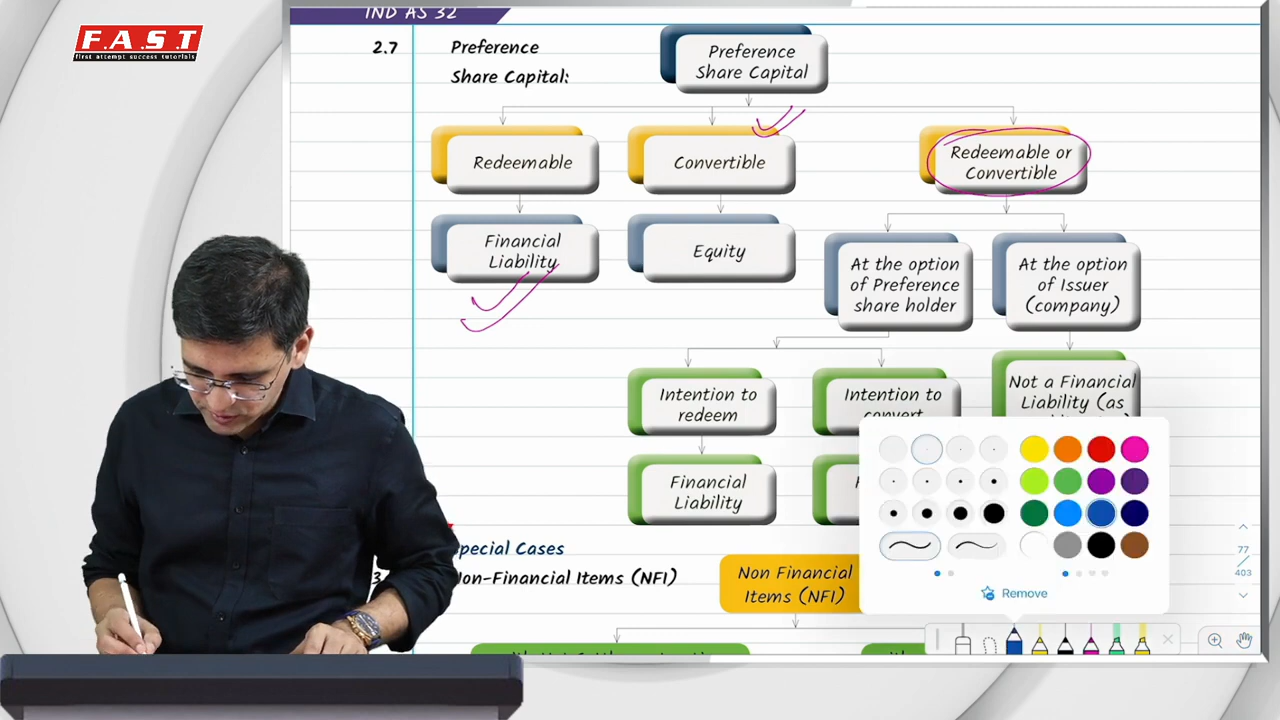 F.A.S.T
first attempt success tutorials
IND AS 32
2.7
Preference
Share Capital:
Preference
Share Capital
Redeemable
Convertible
Redeemable or
Convertible
Financial
Liability
Equity
At the option
of Preference
share holder
At the option
of Issuer
(company)
Intention to
redeem
Intention to
convert
Not a Financial
Liability (as
Financial
Liability
Special Cases
Non-Financial Items (NFI)
Non Financial
Items (NFI)
Remove
77
403